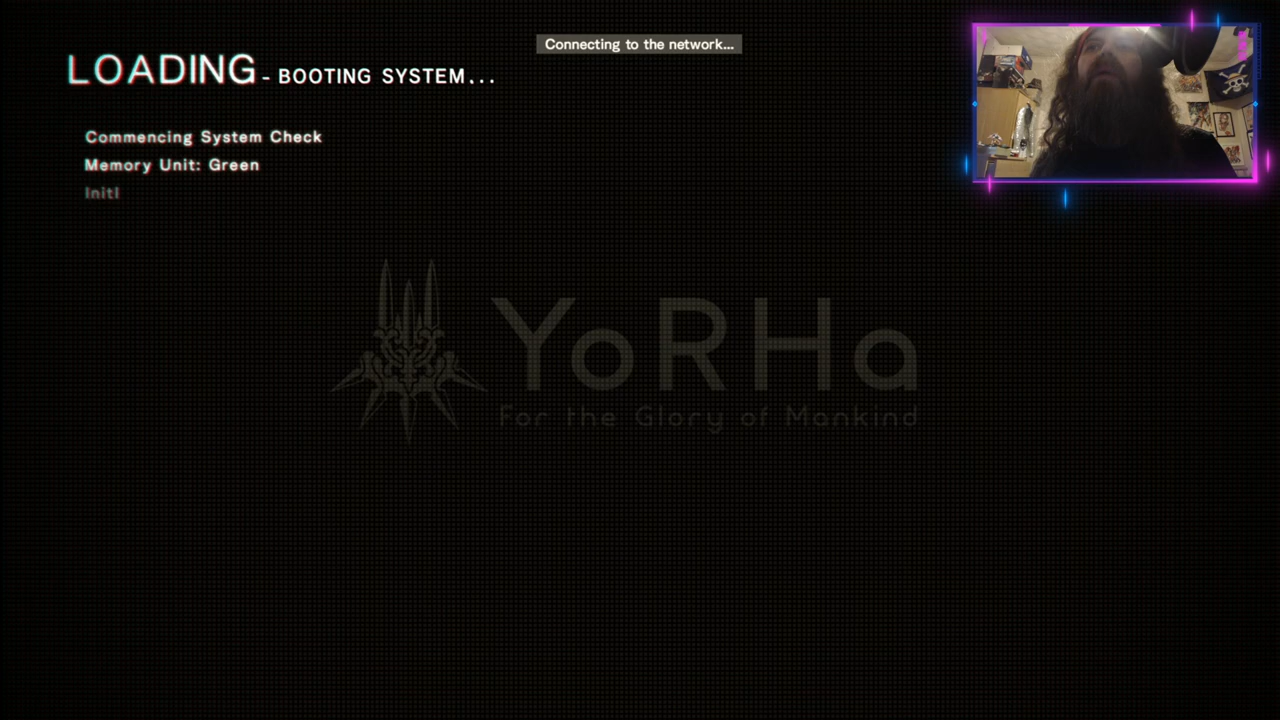 Connecting to the network...
LOADING - BOOTING SYSTEM...
Commencing System Check
Memory Unit: Green
Initi
YoRHa
For the Glory of Mankind